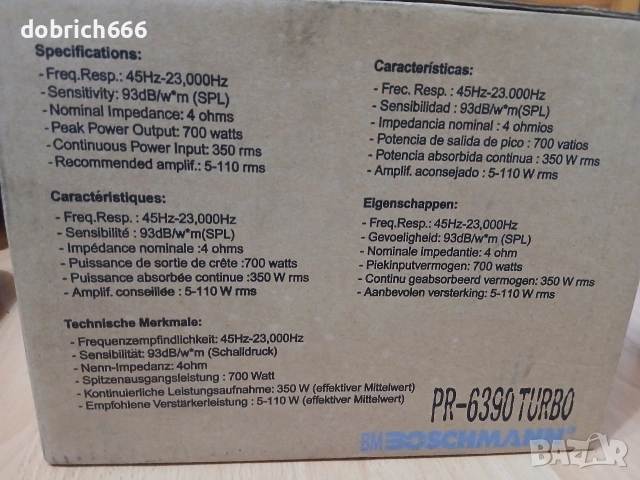 dobrich666
Specifications:
- Freq.Resp.: 45Hz-23,000Hz
- Sensitivity: 93dB/w*m (SPL)
- Nominal Impedance: 4 ohms
- Peak Power Output: 700 watts
- Continuous Power Input: 350 rms
- Recommended amplif.: 5-110 rms
Características:
- Frec. Resp. : 45Hz-23.000Hz
- Sensibilidad : 93dB/w*m(SPL)
- Impedancia nominal : 4 ohmios
- Potencia de salida de pico : 700 vatios
- Potencia absorbida continua : 350 W rms
- Amplif. aconsejado : 5-110 W rms
Caractéristiques:
- Freq.Resp. : 45Hz-23,000Hz
- Sensibilité : 93dB/w*m(SPL)
- Impédance nominale :4 ohms
- Puissance de sortie de crête :700 watts
- Puissance absorbée continue :350 W rms
- Amplif. conseillée : 5-110 W rms
Eigenschappen:
- Freq.Resp.: 45Hz-23,000Hz
- Gevoeligheid: 93dB/w*m (SPL)
- Nominale impedantie: 4 ohm
- Piekinputvermogen: 700 watts
- Continu geabsorbeerd vermogen: 350 W rms
- Aanbevolen versterking: 5-110 W rms
Technische Merkmale:
- Frequenzempfindlichkeit: 45Hz-23,000Hz
- Sensibilität: 93dB/w*m (Schalldruck)
- Nenn-Impedanz: 4ohm
- Spitzenausgangsleistung : 700 Watt
- Kontinuierliche Leistungsaufnahme: 350 W (effektiver Mittelwert)
- Empfohlene Verstärkerleistung : 5-110 W (effektiver Mittelwert)
PR-6390 TURBO
BM BOSCHMANN
bazar